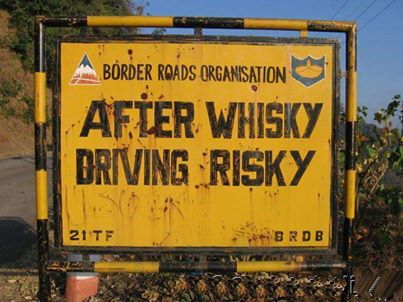 BORDER ROADS ORGANISATION
AFTER WHISKY
DRIVING RISKY
21 TF BRDB